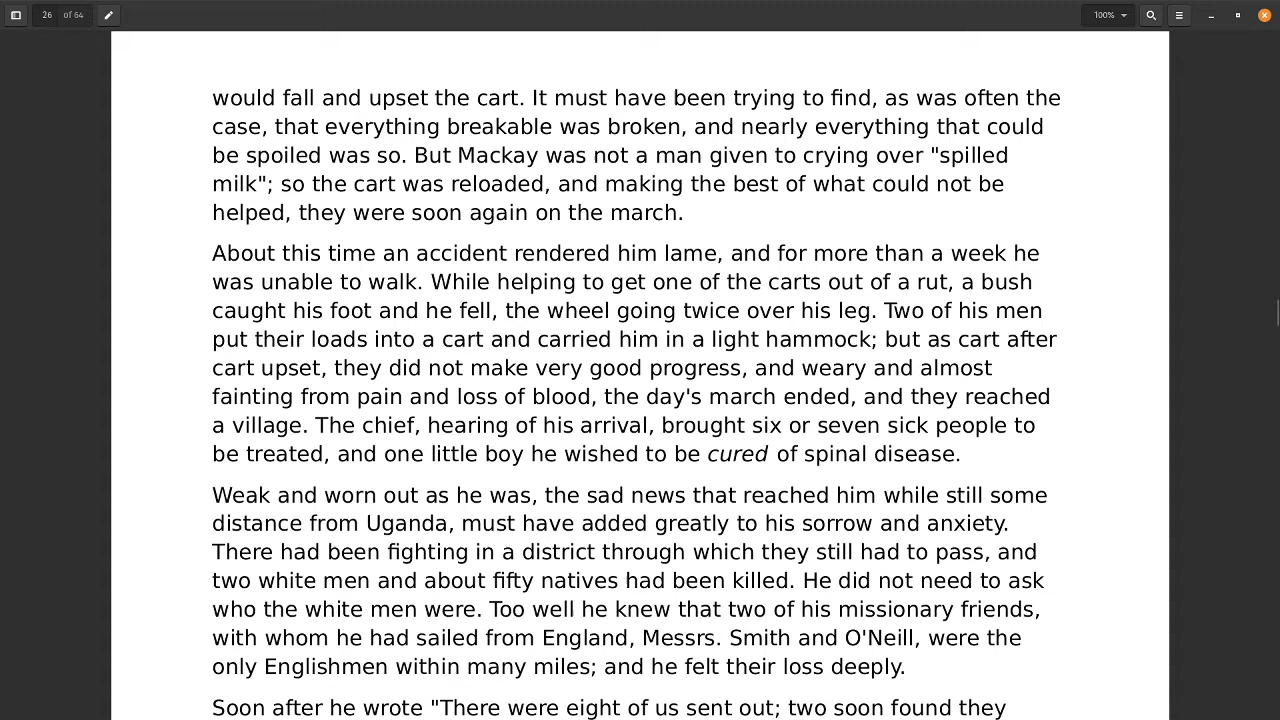 26 of 64
100%
would fall and upset the cart. It must have been trying to find, as was often the
case, that everything breakable was broken, and nearly everything that could
be spoiled was so. But Mackay was not a man given to crying over "spilled
milk"; so the cart was reloaded, and making the best of what could not be
helped, they were soon again on the march.
About this time an accident rendered him lame, and for more than a week he
was unable to walk. While helping to get one of the carts out of a rut, a bush
caught his foot and he fell, the wheel going twice over his leg. Two of his men
put their loads into a cart and carried him in a light hammock; but as cart after
cart upset, they did not make very good progress, and weary and almost
fainting from pain and loss of blood, the day's march ended, and they reached
a village. The chief, hearing of his arrival, brought six or seven sick people to
be treated, and one little boy he wished to be cured of spinal disease.
Weak and worn out as he was, the sad news that reached him while still some
distance from Uganda, must have added greatly to his sorrow and anxiety.
There had been fighting in a district through which they still had to pass, and
two white men and about fifty natives had been killed. He did not need to ask
who the white men were. Too well he knew that two of his missionary friends,
with whom he had sailed from England, Messrs. Smith and O'Neill, were the
only Englishmen within many miles; and he felt their loss deeply.
Soon after he wrote "There were eight of us sent out; two soon found they